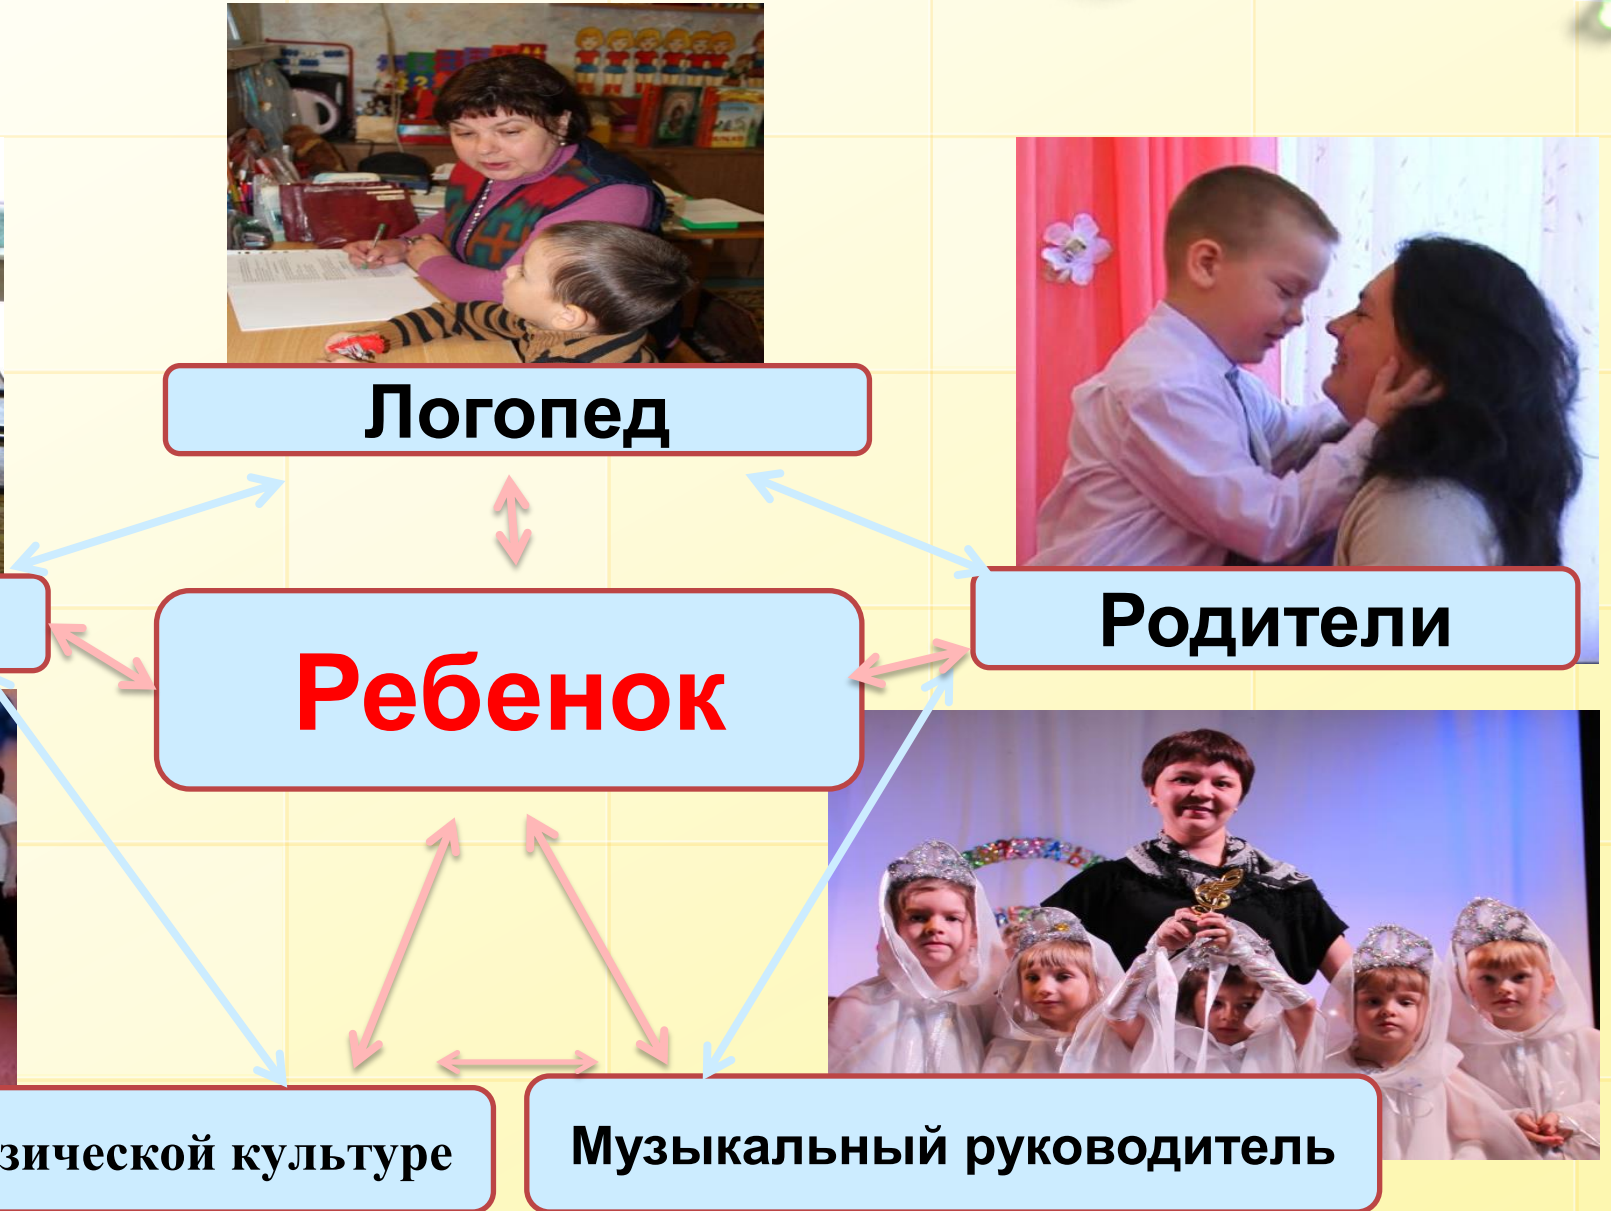 Логопед
Родители
Ребенок
зической культуре
Музыкальный руководитель